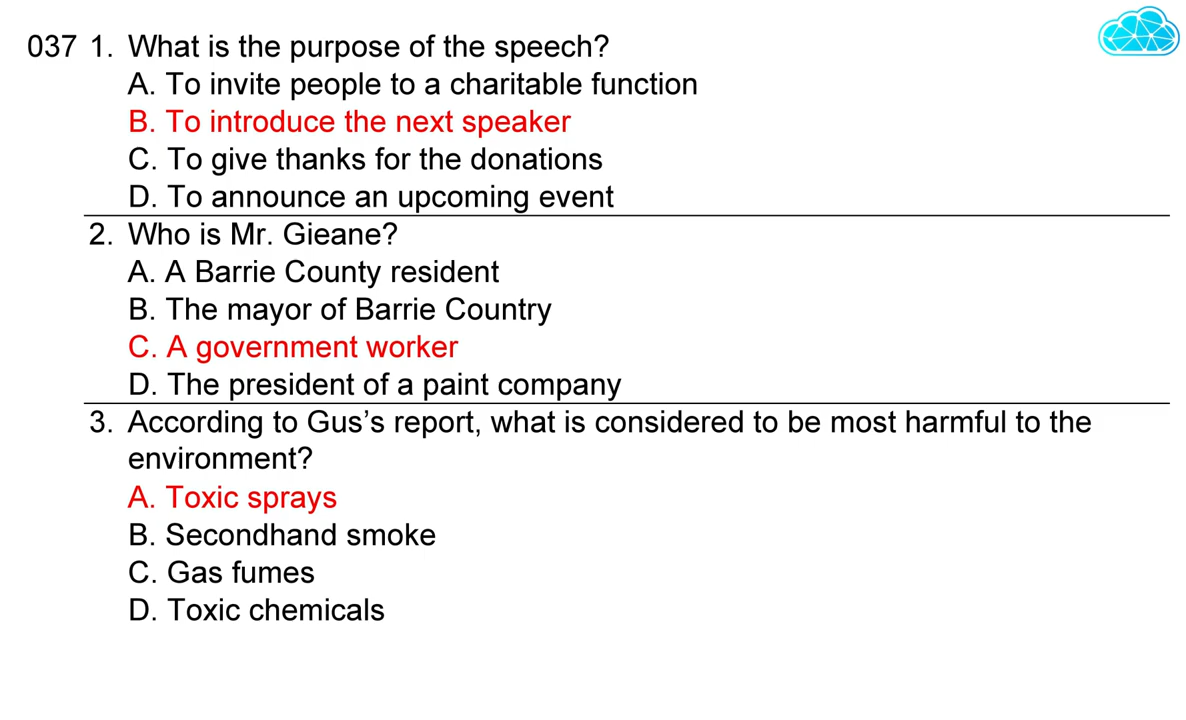 037 1. What is the purpose of the speech?
A. To invite people to a charitable function
B. To introduce the next speaker
C. To give thanks for the donations
D. To announce an upcoming event
2. Who is Mr. Gieane?
A. A Barrie County resident
B. The mayor of Barrie Country
C. A government worker
D. The president of a paint company
3. According to Gus’s report, what is considered to be most harmful to the
environment?
A. Toxic sprays
B. Secondhand smoke
C. Gas fumes
D. Toxic chemicals